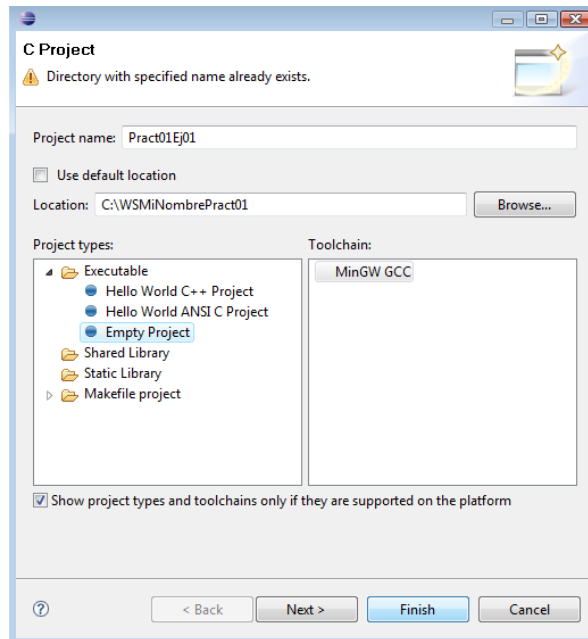 C Project
Directory with specified name already exists.
Project name: Pract01Ej01
Use default location
Location: C:\WSMiNombrePract01 Browse...
Project types: Toolchain:
Executable MinGW GCC
Hello World C++ Project
Hello World ANSI C Project
Empty Project
Shared Library
Static Library
Makefile project
Show project types and toolchains only if they are supported on the platform
? < Back Next > Finish Cancel